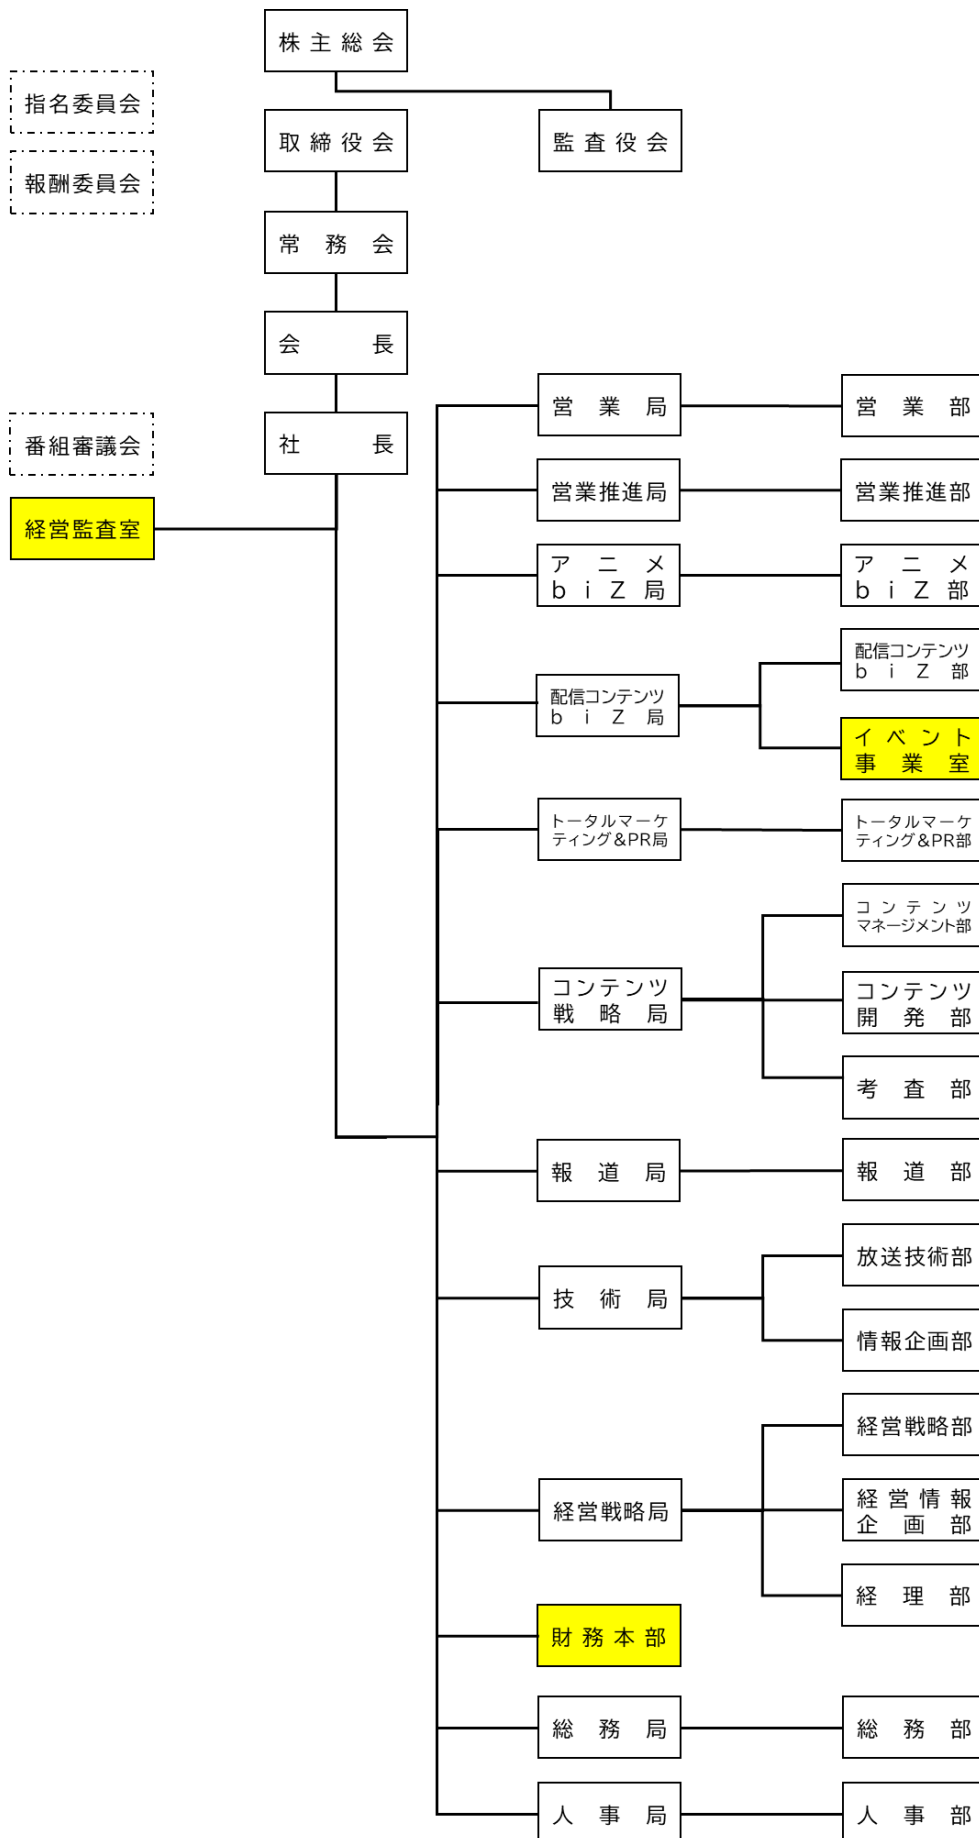 株主総会
指名委員会
取締役会
監査役会
報酬委員会
常務会
会長
番組審議会
社長
経営監査室
営業局
営業部
営業推進局
営業推進部
アニメ
biZ局
アニメ
biZ部
配信コンテンツ
biZ局
配信コンテンツ
biZ部
イベント
事業室
トータルマーケ
ティング&PR局
トータルマーケ
ティング&PR部
コンテンツ
戦略局
コンテンツ
マネージメント部
コンテンツ
開発部
考査部
報道局
報道部
技術局
放送技術部
情報企画部
経営戦略局
経営戦略部
経営情報
企画部
経理部
財務本部
総務局
総務部
人事局
人事部